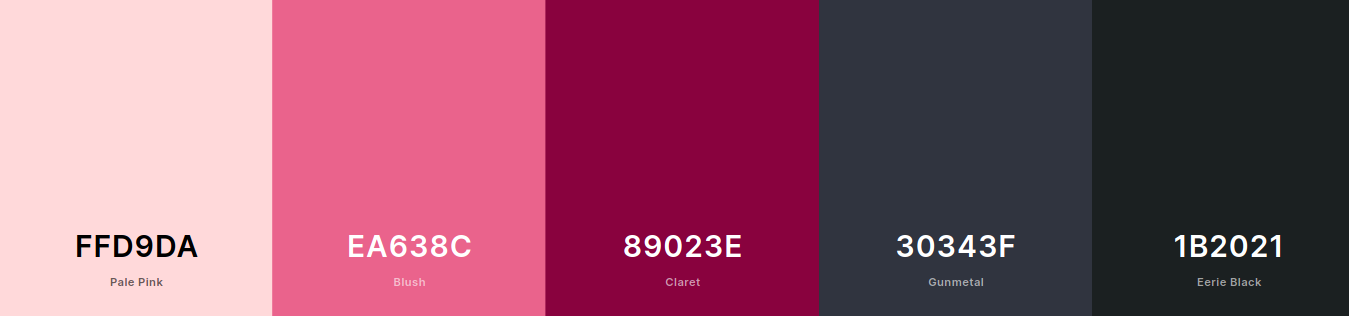 FFD9DA
Pale Pink
EA638C
Blush
89023E
Claret
30343F
Gunmetal
1B2021
Eerie Black